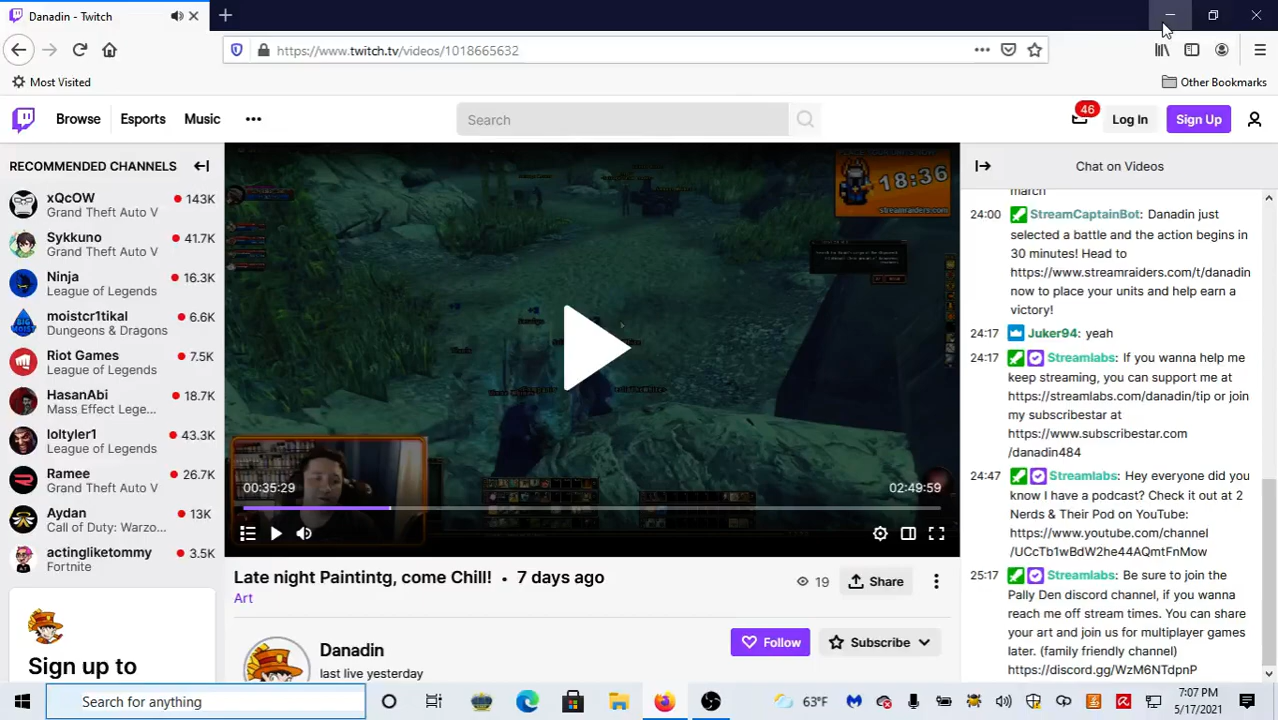 Danadin - Twitch
https://www.twitch.tv/videos/1018665632
Most Visited
Other Bookmarks
Browse
Esports
Music
Search
46
Log In
Sign Up
RECOMMENDED CHANNELS
xQcOW
Grand Theft Auto V
143K
Sykkuno
Grand Theft Auto V
41.7K
Ninja
League of Legends
16.3K
moistcr1tikal
Dungeons & Dragons
6.6K
Riot Games
League of Legends
7.5K
HasanAbi
Mass Effect Lege...
18.7K
loltyler1
League of Legends
43.3K
Ramee
Grand Theft Auto V
26.7K
Aydan
Call of Duty: Warzo...
13K
actingliketommy
Fortnite
3.5K
Sign up to
18:36
streamraiders.com
00:35:29
02:49:59
Late night Paintintg, come Chill! • 7 days ago
Art
19
Share
Danadin
last live yesterday
Follow
Subscribe
Chat on Videos
march
24:00 StreamCaptainBot: Danadin just
selected a battle and the action begins in
30 minutes! Head to
https://www.streamraiders.com/t/danadin
now to place your units and help earn a
victory!
24:17 Juker94: yeah
24:17 Streamlabs: If you wanna help me
keep streaming, you can support me at
https://streamlabs.com/danadin/tip or join
my subscribestar at
https://www.subscribestar.com
/danadin484
24:47 Streamlabs: Hey everyone did you
know I have a podcast? Check it out at 2
Nerds & Their Pod on YouTube:
https://www.youtube.com/channel
/UCcTb1wBdW2he44AQmtFnMow
25:17 Streamlabs: Be sure to join the
Pally Den discord channel, if you wanna
reach me off stream times. You can share
your art and join us for multiplayer games
later. (family friendly channel)
https://discord.gg/WzM6NTdpnP
Search for anything
63°F
7:07 PM
5/17/2021